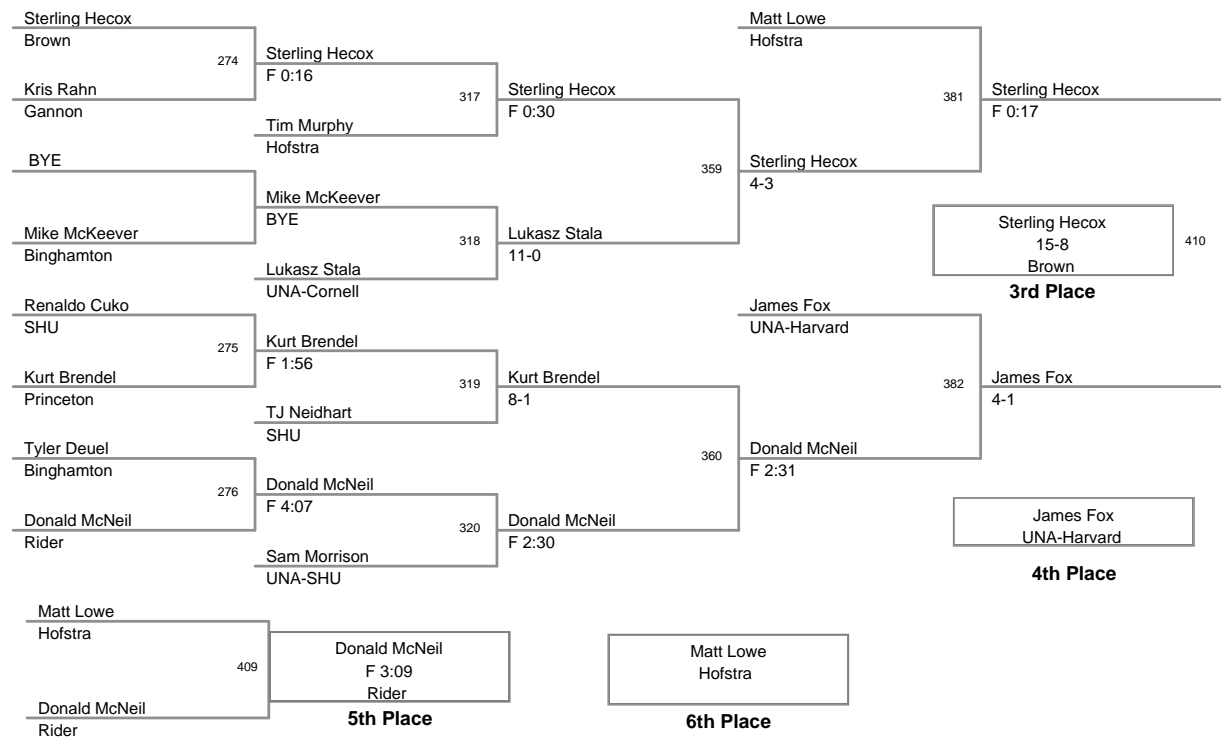 Sterling Hecox
Brown
274
Kris Rahn
Gannon
BYE
Mike McKeever
Binghamton
Renaldo Cuko
SHU
275
Kurt Brendel
Princeton
Tyler Deuel
Binghamton
276
Donald McNeil
Rider
Sterling Hecox
F 0:16
317
Tim Murphy
Hofstra
Mike McKeever
BYE
318
Lukasz Stala
UNA-Cornell
Kurt Brendel
F 1:56
319
TJ Neidhart
SHU
Donald McNeil
F 4:07
320
Sam Morrison
UNA-SHU
Sterling Hecox
F 0:30
359
Lukasz Stala
11-0
Kurt Brendel
8-1
360
Donald McNeil
F 2:30
Matt Lowe
Hofstra
381
Sterling Hecox
4-3
James Fox
UNA-Harvard
382
Donald McNeil
F 2:31
Sterling Hecox
F 0:17
Sterling Hecox
15-8
Brown
410
3rd Place
James Fox
4-1
James Fox
UNA-Harvard
4th Place
Matt Lowe
Hofstra
409
Donald McNeil
Rider
Donald McNeil
F 3:09
Rider
5th Place
Matt Lowe
Hofstra
6th Place